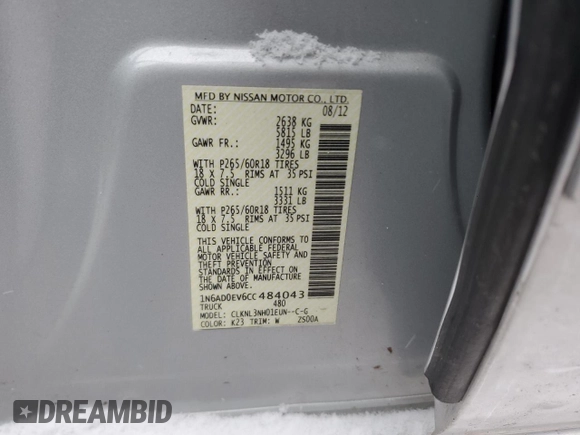 MFD BY NISSAN MOTOR CO., LTD.
DATE: 08/12
GVWR: 2638 KG
5815 LB
GAWR FR.: 1495 KG
3296 LB
WITH P265/60R18 TIRES
18 X 7.5 RIMS AT 35 PSI
COLD SINGLE
GAWR RR.: 1511 KG
3331 LB
WITH P265/60R18 TIRES
18 X 7.5 RIMS AT 35 PSI
COLD SINGLE
THIS VEHICLE CONFORMS TO
ALL APPLICABLE FEDERAL
MOTOR VEHICLE SAFETY AND
THEFT PREVENTION
STANDARDS IN EFFECT ON
THE DATE OF MANUFACTURE
SHOWN ABOVE.
1N6AD0EV6CC484043
TRUCK 480
MODEL: CLKNL3NH01EUN--C-G
COLOR: K23 TRIM: W 2S00A
DREAMBID